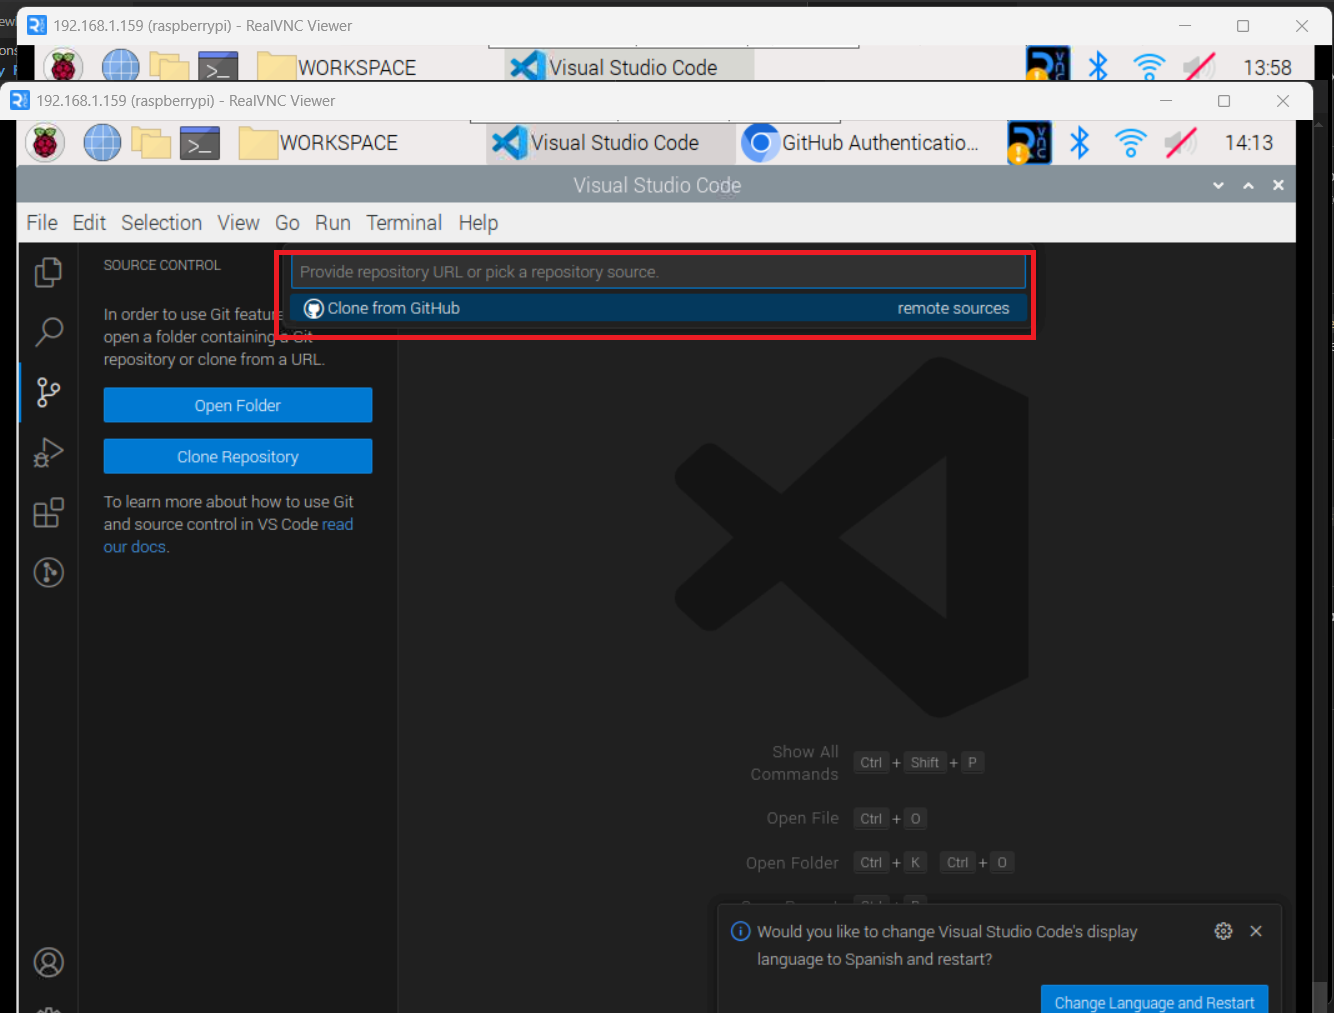 192.168.1.159 (raspberrypi) - RealVNC Viewer
WORKSPACE
Visual Studio Code
13:58
192.168.1.159 (raspberrypi) - RealVNC Viewer
WORKSPACE
Visual Studio Code
GitHub Authenticatio...
14:13
Visual Studio Code
File Edit Selection View Go Run Terminal Help
SOURCE CONTROL
Provide repository URL or pick a repository source.
Clone from GitHub
remote sources
In order to use Git featur
open a folder containing a Git
repository or clone from a URL.
Open Folder
Clone Repository
To learn more about how to use Git
and source control in VS Code read
our docs.
Show All
Commands
Ctrl + Shift + P
Open File Ctrl + O
Open Folder Ctrl + K Ctrl + O
Would you like to change Visual Studio Code's display
language to Spanish and restart?
Change Language and Restart